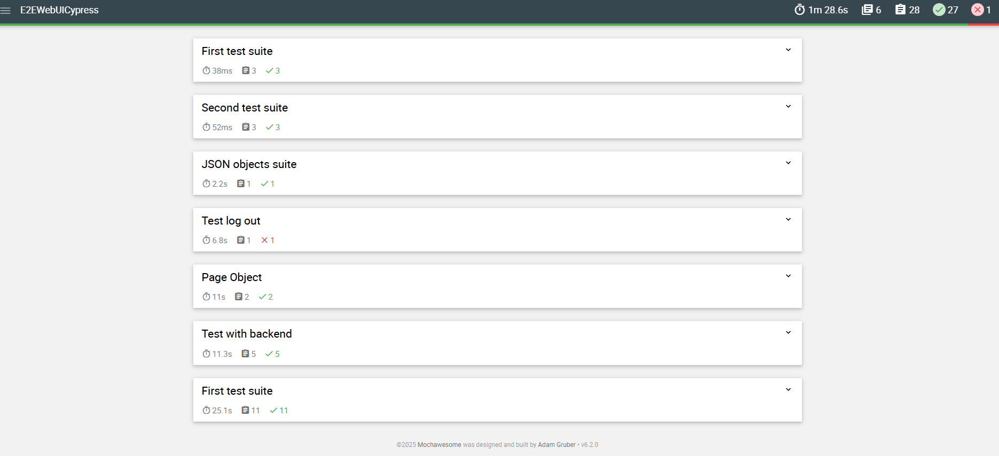 E2EWebUICypress 1m 28.6s 6 28 27 1
First test suite
38ms 3 3
Second test suite
52ms 3 3
JSON objects suite
2.2s 1 1
Test log out
6.8s 1 1
Page Object
11s 2 2
Test with backend
11.3s 5 5
First test suite
25.1s 11 11
©2025 Mochawesome was designed and built by Adam Gruber • v6.2.0